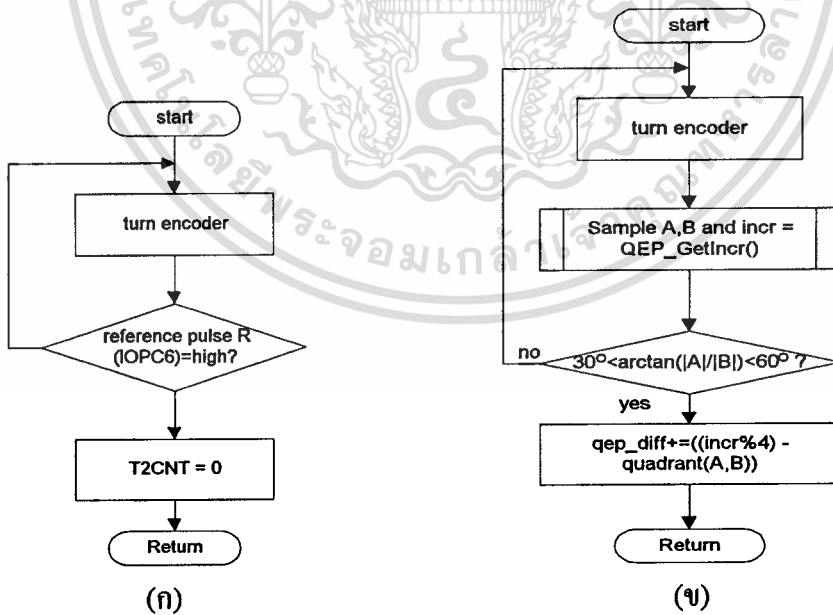 start
turn encoder
reference pulse R
(IOPC6)=high?
T2CNT = 0
Return
(ก)
start
turn encoder
Sample A,B and incr =
QEP_GetIncr()
no
30°<arctan(|A|/|B|)<60° ?
yes
qep_diff+=((incr%4) -
quadrant(A,B))
Return
(ข)